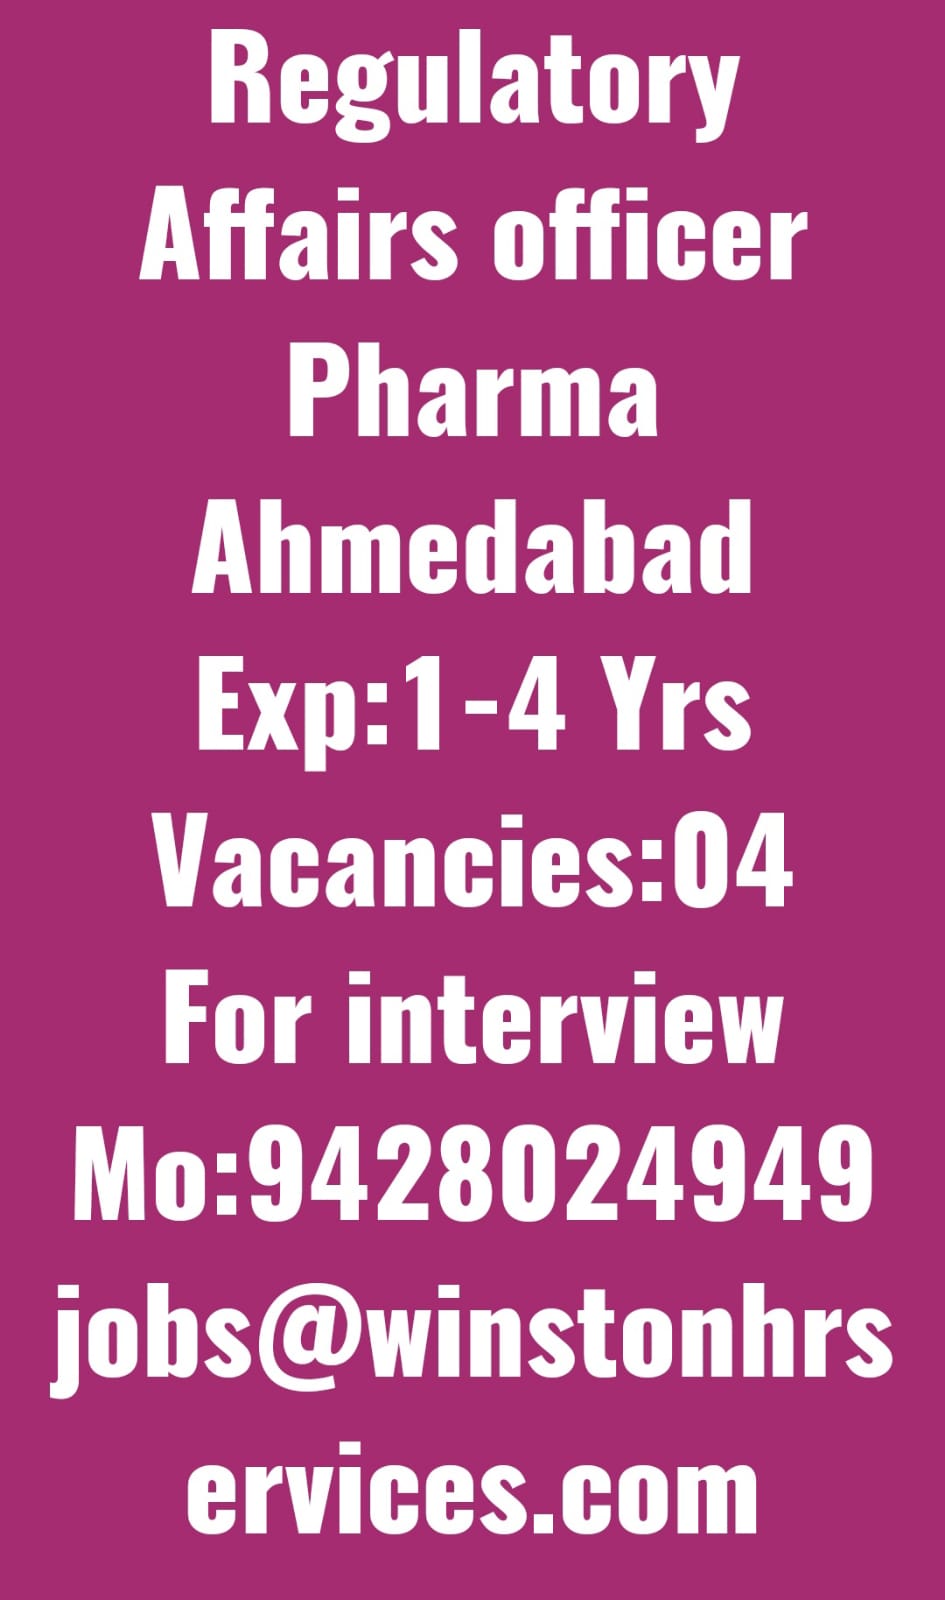 Regulatory
Affairs officer
Pharma
Ahmedabad
Exp:1-4 Yrs
Vacancies:04
For interview
Mo:9428024949
jobs@winstonhrs
ervices.com